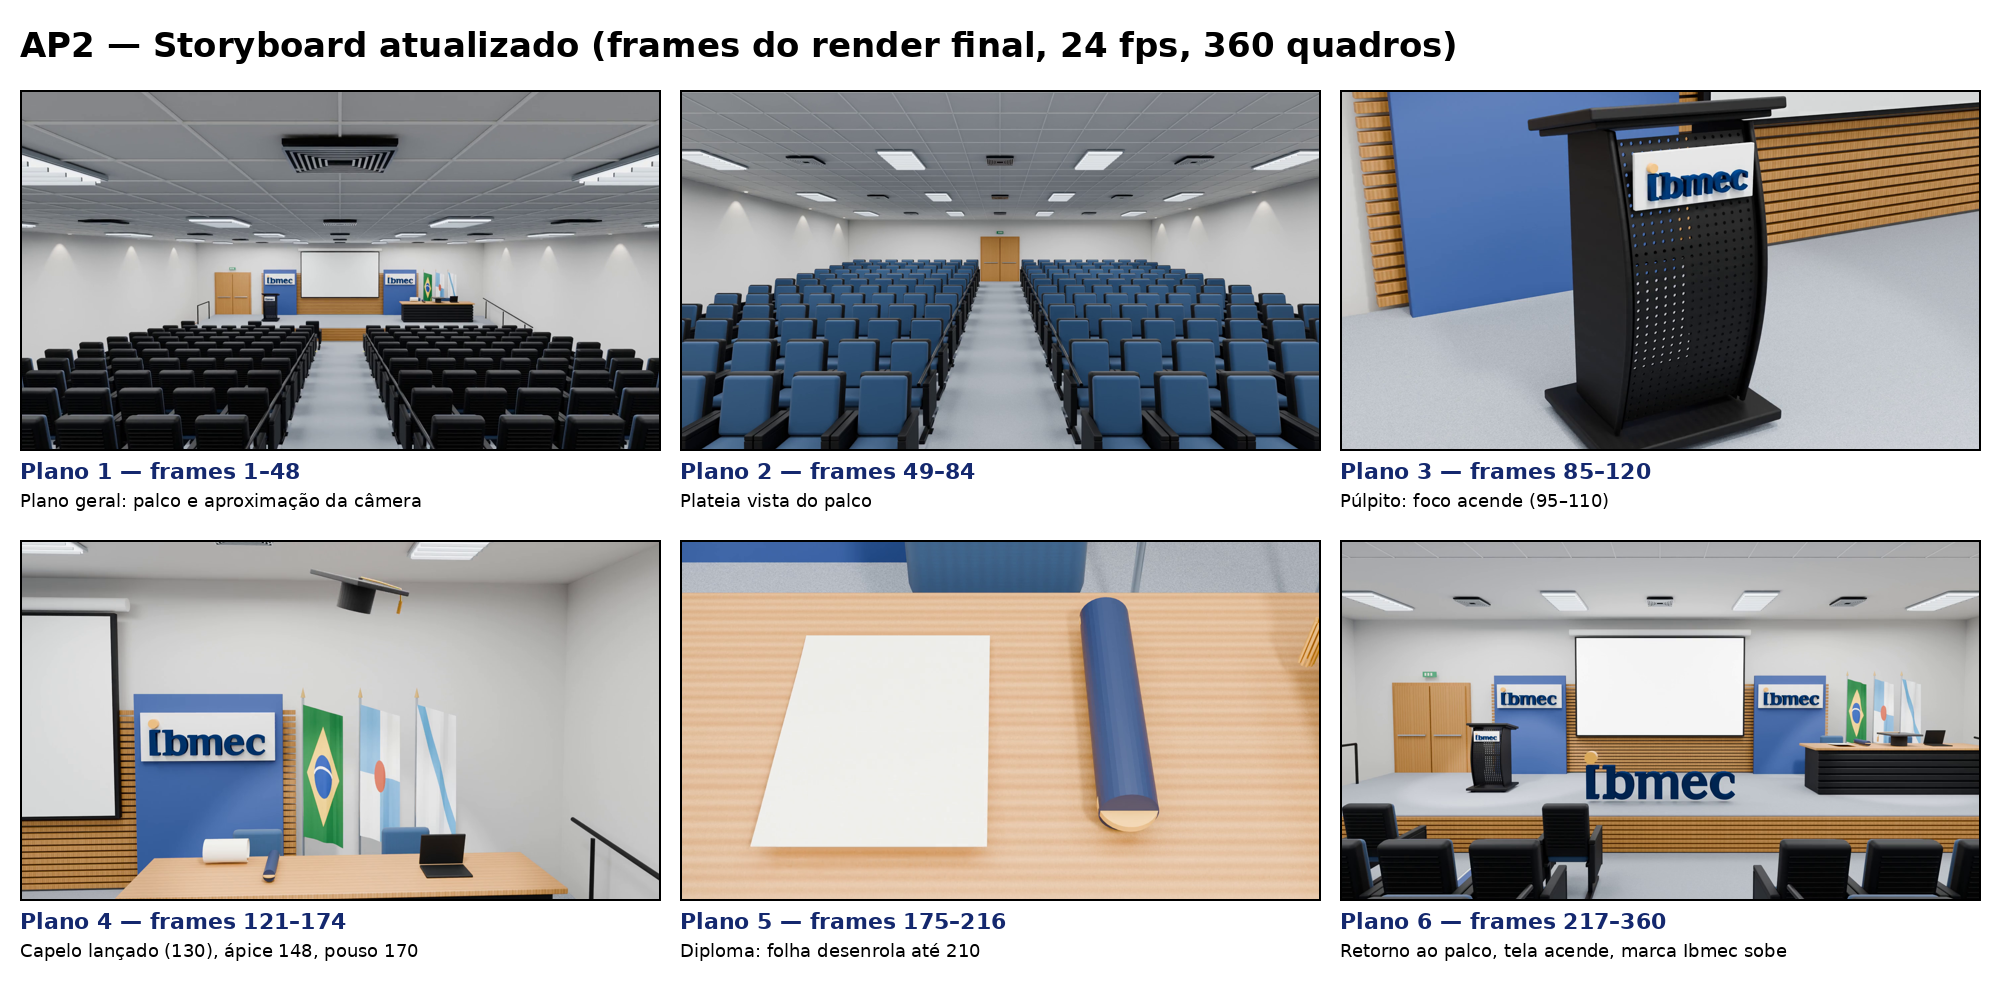 AP2 — Storyboard atualizado (frames do render final, 24 fps, 360 quadros)
Ibmec
Ibmec
Ibmec
Plano 1 — frames 1–48
Plano geral: palco e aproximação da câmera
Plano 2 — frames 49–84
Plateia vista do palco
Plano 3 — frames 85–120
Púlpito: foco acende (95–110)
Ibmec
Ibmec
Ibmec
Ibmec
Ibmec
Plano 4 — frames 121–174
Capelo lançado (130), ápice 148, pouso 170
Plano 5 — frames 175–216
Diploma: folha desenrola até 210
Plano 6 — frames 217–360
Retorno ao palco, tela acende, marca Ibmec sobe